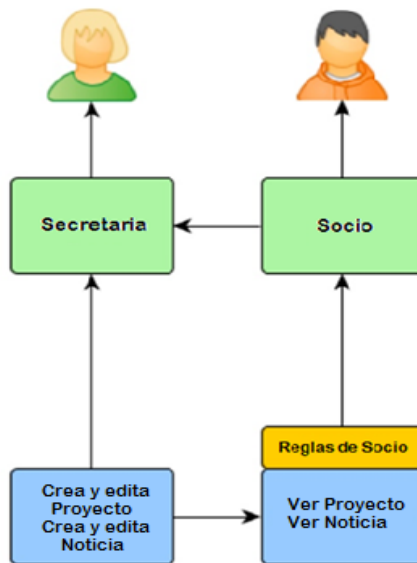 Secretaria
Socio
Reglas de Socio
Crea y edita
Proyecto
Crea y edita
Noticia
Ver Proyecto
Ver Noticia